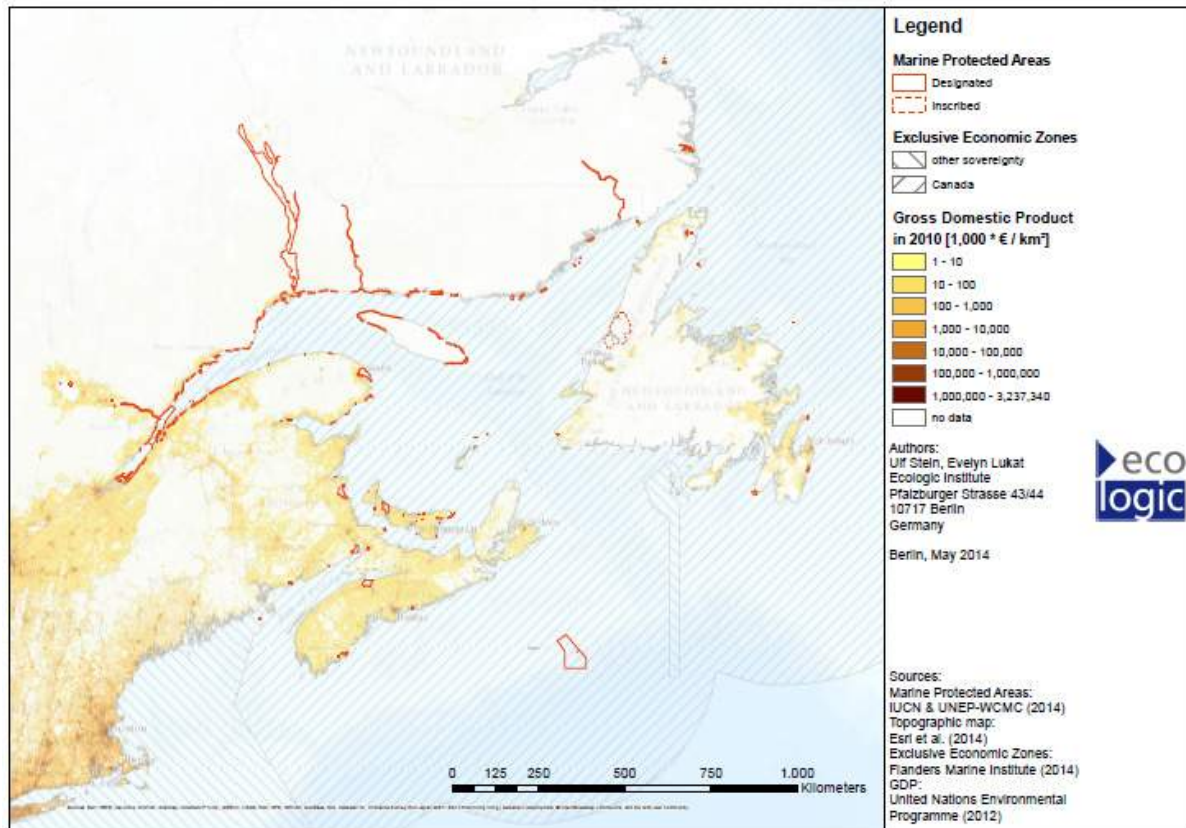 NEWFOUNDLAND
AND LABRADOR
NEWFOUNDLAND
AND LABRADOR
0 125 250 500 750 1.000
Kilometers
Legend
Marine Protected Areas
Designated
Inscribed
Exclusive Economic Zones
other sovereignty
Canada
Gross Domestic Product
in 2010 [1,000 * € / km²]
1 - 10
10 - 100
100 - 1,000
1,000 - 10,000
10,000 - 100,000
100,000 - 1,000,000
1,000,000 - 3,237,340
no data
Authors:
Ulf Stein, Evelyn Lukat
Ecologic Institute
Pfalzburger Strasse 43/44
10717 Berlin
Germany
Berlin, May 2014
eco
logic
Sources:
Marine Protected Areas:
IUCN & UNEP-WCMC (2014)
Topographic map:
Esri et al. (2014)
Exclusive Economic Zones:
Flanders Marine Institute (2014)
GDP:
United Nations Environmental
Programme (2012)